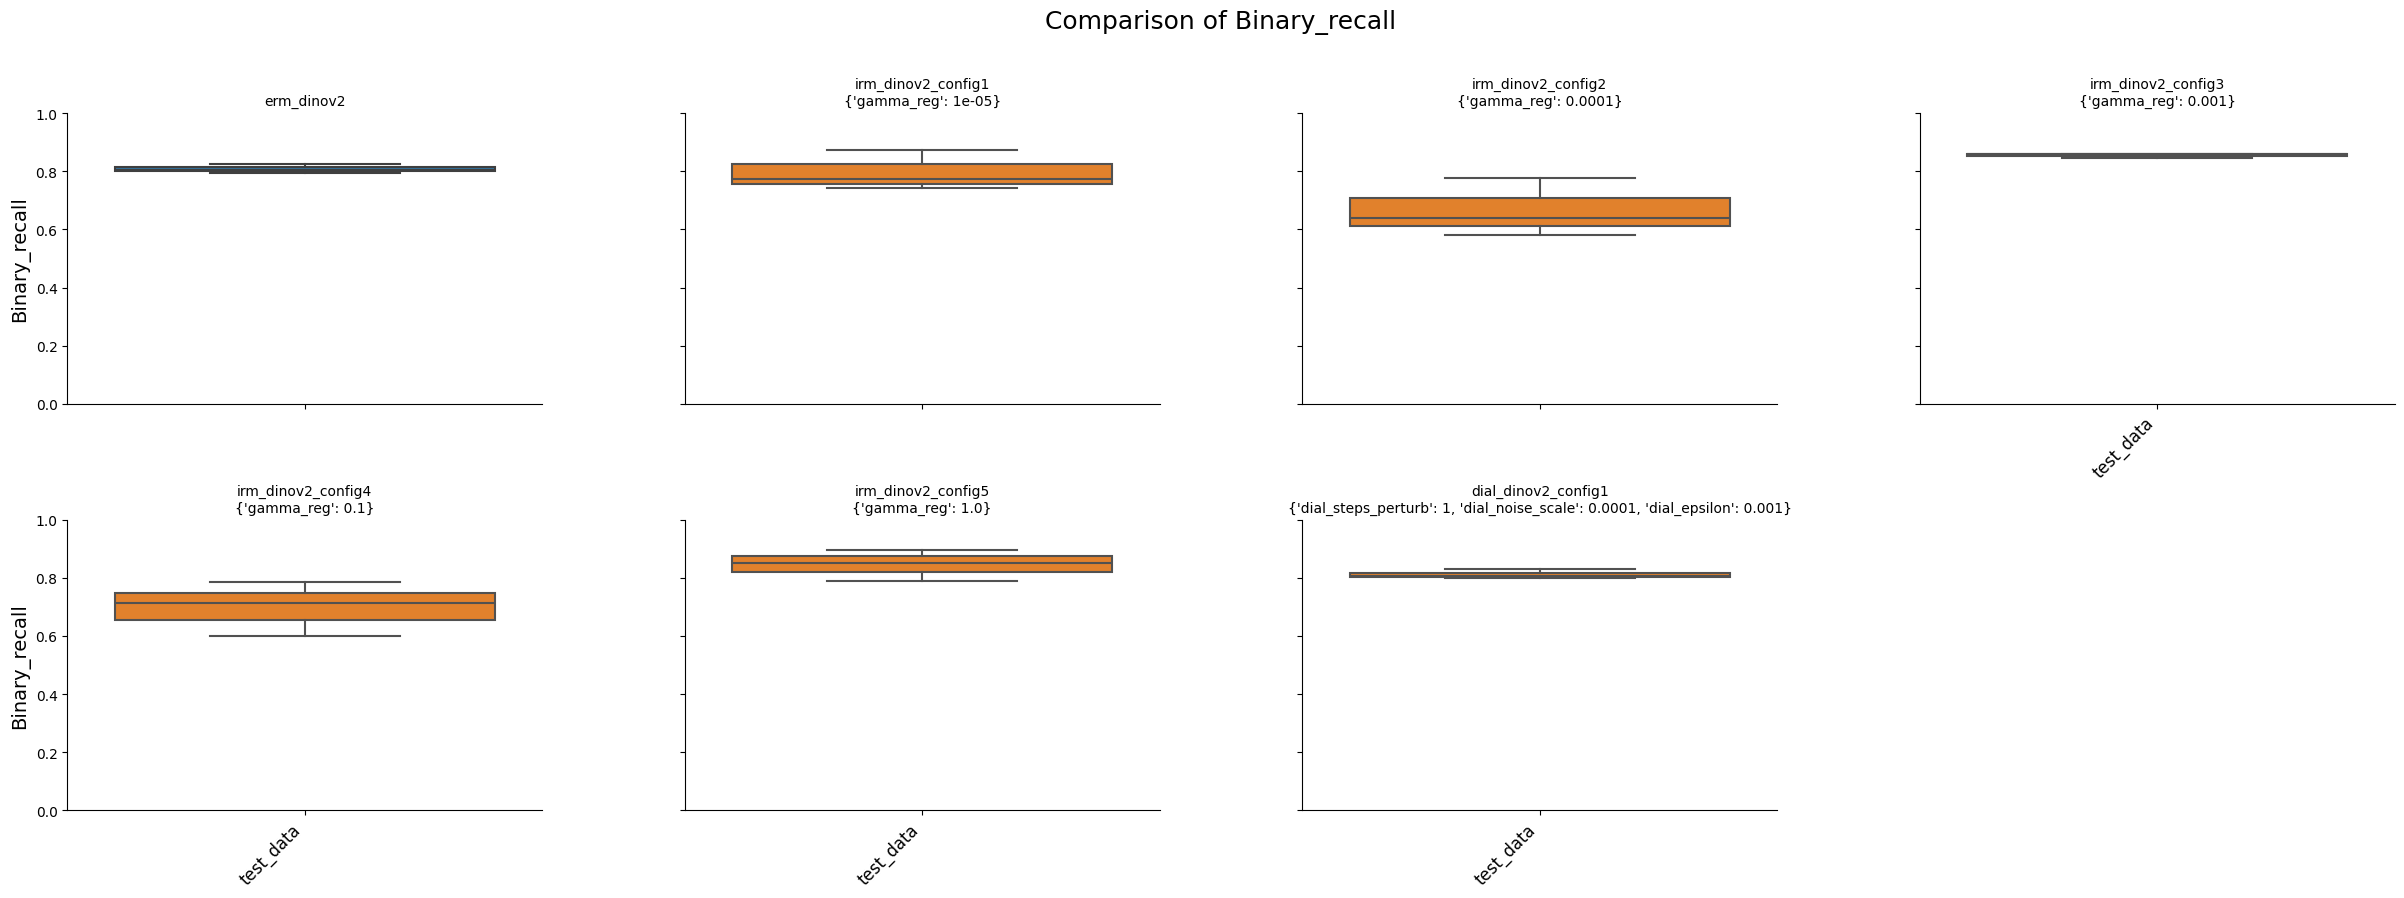 Comparison of Binary_recall
erm_dinov2
irm_dinov2_config1
{'gamma_reg': 1e-05}
irm_dinov2_config2
{'gamma_reg': 0.0001}
irm_dinov2_config3
{'gamma_reg': 0.001}
Binary_recall
1.0
0.8
0.6
0.4
0.2
0.0
test_data
irm_dinov2_config4
{'gamma_reg': 0.1}
irm_dinov2_config5
{'gamma_reg': 1.0}
dial_dinov2_config1
{'dial_steps_perturb': 1, 'dial_noise_scale': 0.0001, 'dial_epsilon': 0.001}
Binary_recall
1.0
0.8
0.6
0.4
0.2
0.0
test_data
test_data
test_data